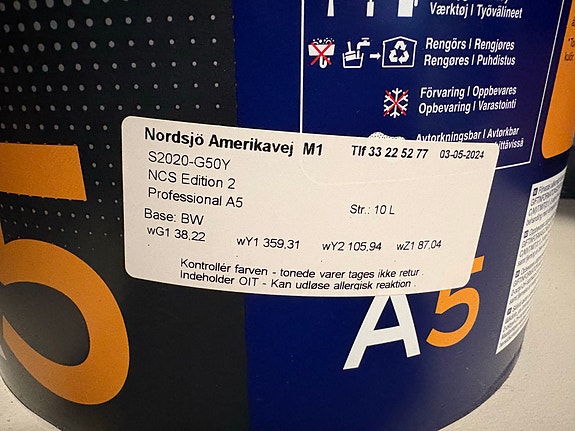 Værktøj I Työvälineet
Rengörs I Rengjøres
Rengøres I Puhdistus
Förvaring I Oppbevares
Opbevaring I Varastointi
Avtorkningsbar I Avtorkbar
Nordsjö Amerikavej M1 Tlf 33 22 52 77 03-05-2024
S2020-G50Y
NCS Edition 2
Professional A5 Str.: 10 L
Base: BW
wG1 38,22 wY1 359,31 wY2 105,94 wZ1 87,04
Kontrollér farven - tonede varer tages ikke retur .
Indeholder OIT - Kan udløse allergisk reaktion .
A5
5